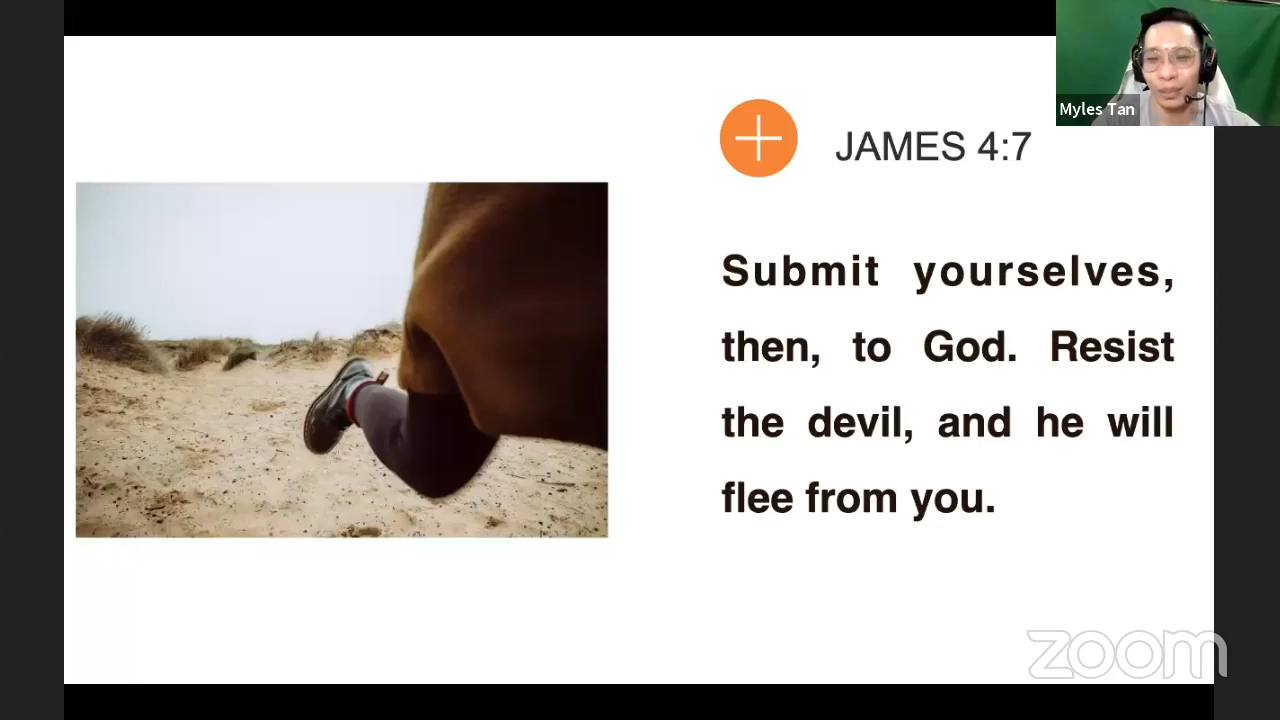 Myles Tan
JAMES 4:7
Submit yourselves,
then, to God. Resist
the devil, and he will
flee from you.
zoom